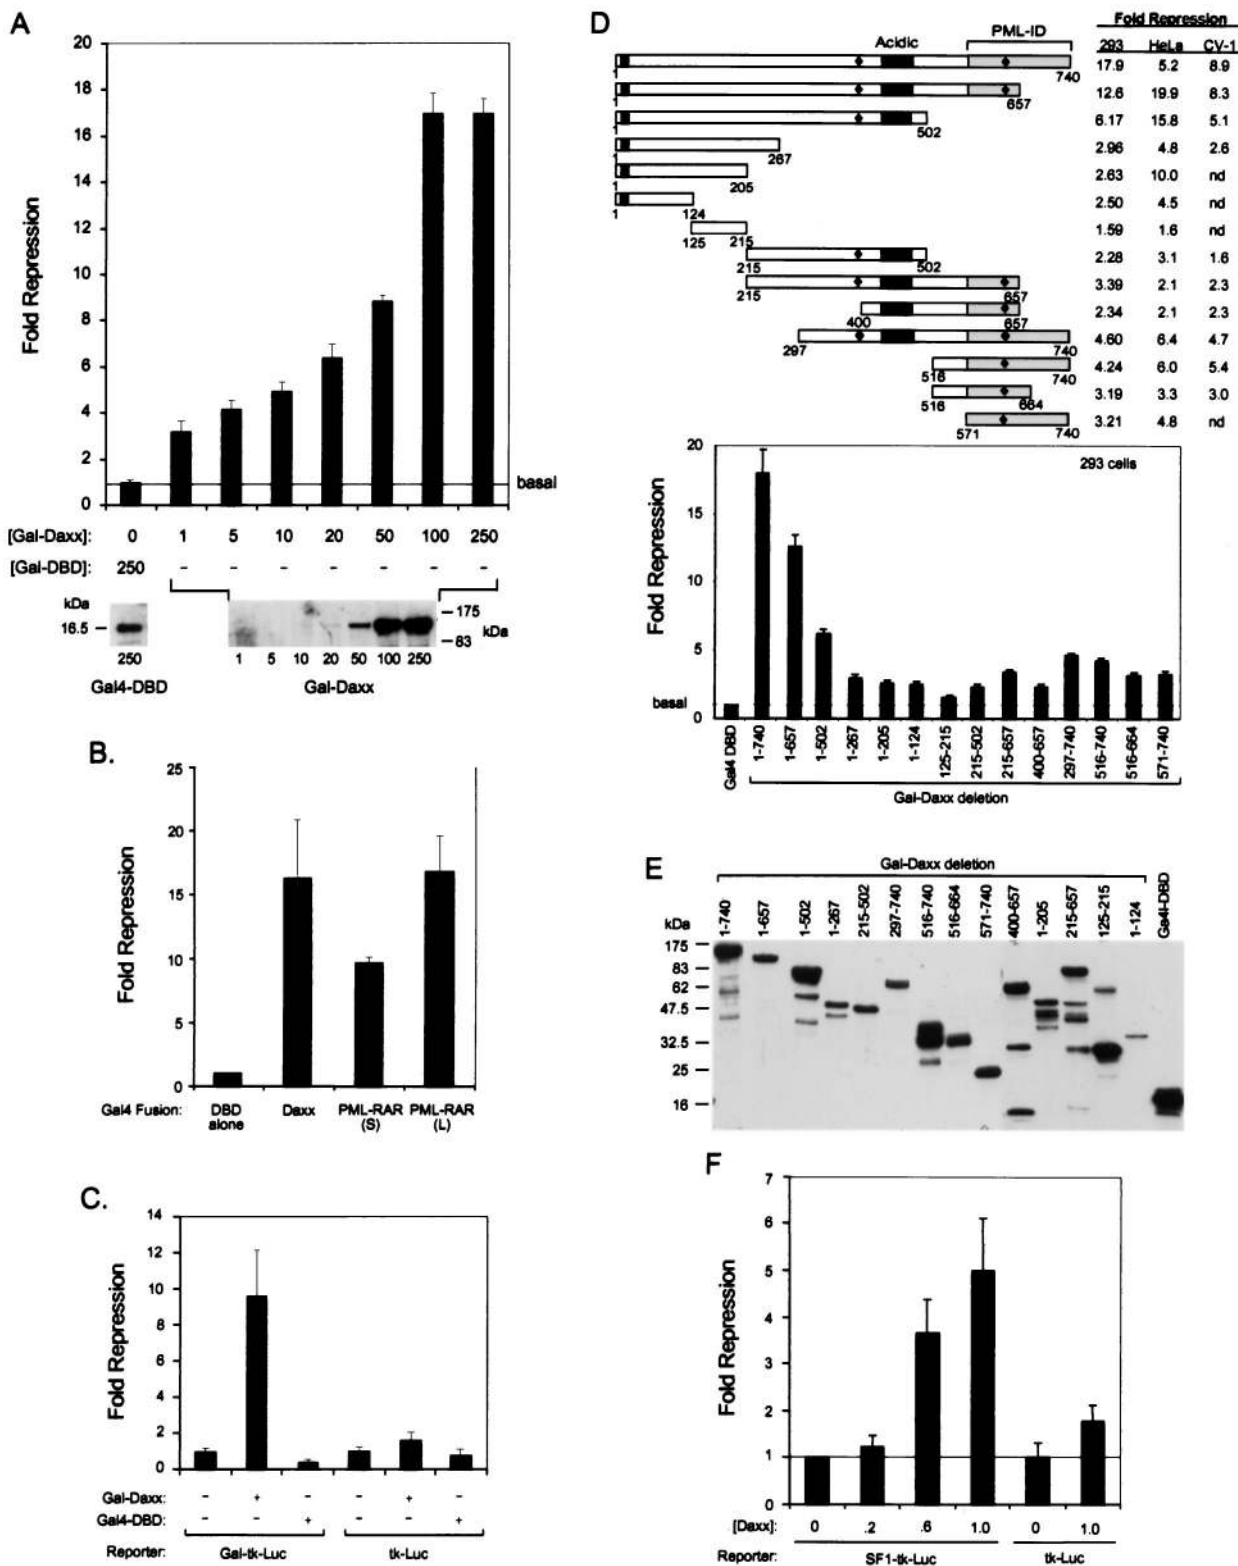 A
20
18
16
14
12
10
8
6
4
2
0
Fold Repression
basal
[Gal-Daxx]: 0 1 5 10 20 50 100 250
[Gal-DBD]: 250 - - - - - - -
kDa
16.5
250
Gal4-DBD
175
83
kDa
1 5 10 20 50 100 250
Gal-Daxx
B.
25
20
15
10
5
0
Fold Repression
Gal4 Fusion: DBD alone Daxx PML-RAR (S) PML-RAR (L)
C.
14
12
10
8
6
4
2
0
Fold Repression
Gal-Daxx: - + - - + -
Gal4-DBD: - - + - - +
Reporter: Gal-tk-Luc tk-Luc
D
Acidic
PML-ID
Fold Repression
293 HeLa CV-1
1 740 17.9 5.2 8.9
1 657 12.6 19.9 8.3
1 502 6.17 15.8 5.1
1 267 2.96 4.8 2.6
1 205 2.63 10.0 nd
1 124 2.50 4.5 nd
125 215 1.59 1.6 nd
215 502 2.28 3.1 1.6
215 657 3.39 2.1 2.3
400 657 2.34 2.1 2.3
297 740 4.60 6.4 4.7
516 740 4.24 6.0 5.4
516 664 3.19 3.3 3.0
571 740 3.21 4.8 nd
293 cells
20
15
10
5
basal
0
Fold Repression
Gal4 DBD
1-740
1-657
1-502
1-267
1-205
1-124
125-215
215-502
215-657
400-657
297-740
516-740
516-664
571-740
Gal-Daxx deletion
E
Gal-Daxx deletion
kDa
1-740
1-657
1-502
1-267
215-502
297-740
516-740
516-664
571-740
400-657
1-205
215-657
125-215
1-124
Ga4l-DBD
175
83
62
47.5
32.5
25
16
F
7
6
5
4
3
2
1
0
Fold Repression
[Daxx]: 0 .2 .6 1.0 0 1.0
Reporter: SF1-tk-Luc tk-Luc